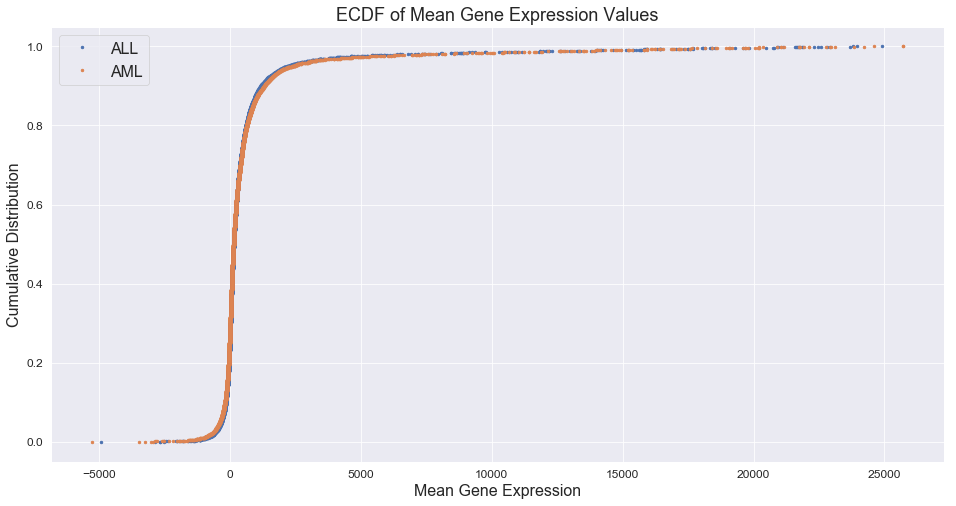 ECDF of Mean Gene Expression Values
ALL
AML
Cumulative Distribution
1.0
0.8
0.6
0.4
0.2
0.0
−5000 0 5000 10000 15000 20000 25000
Mean Gene Expression